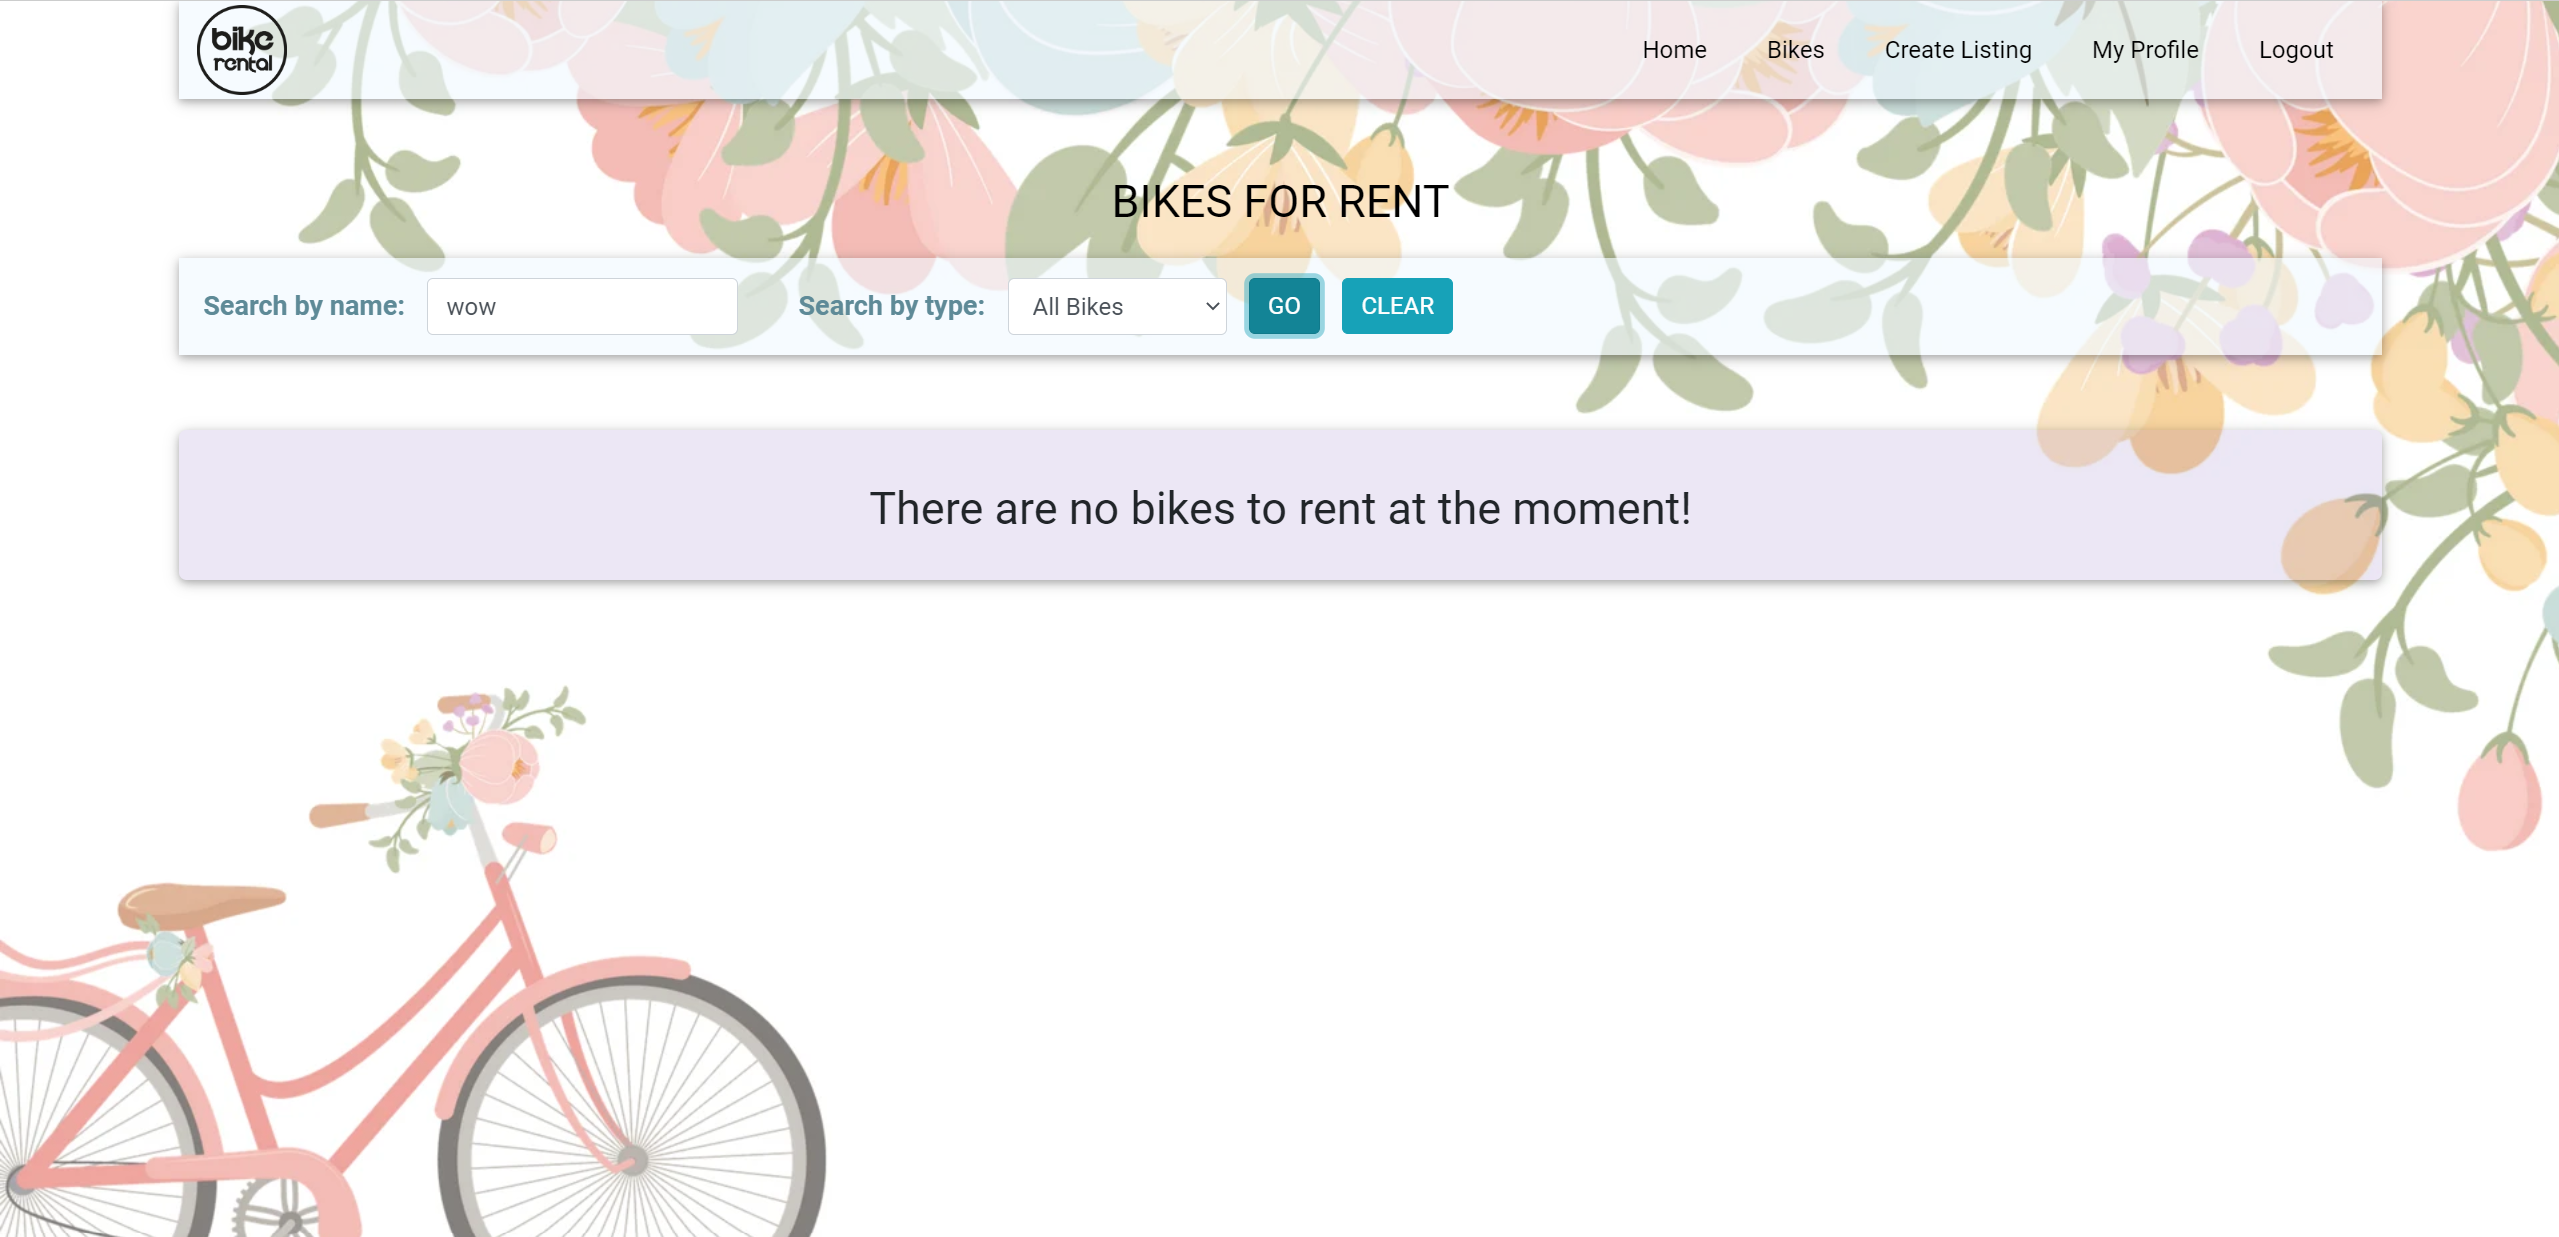 bike
rental
Home Bikes Create Listing My Profile Logout
BIKES FOR RENT
Search by name: wow Search by type: All Bikes GO CLEAR
There are no bikes to rent at the moment!